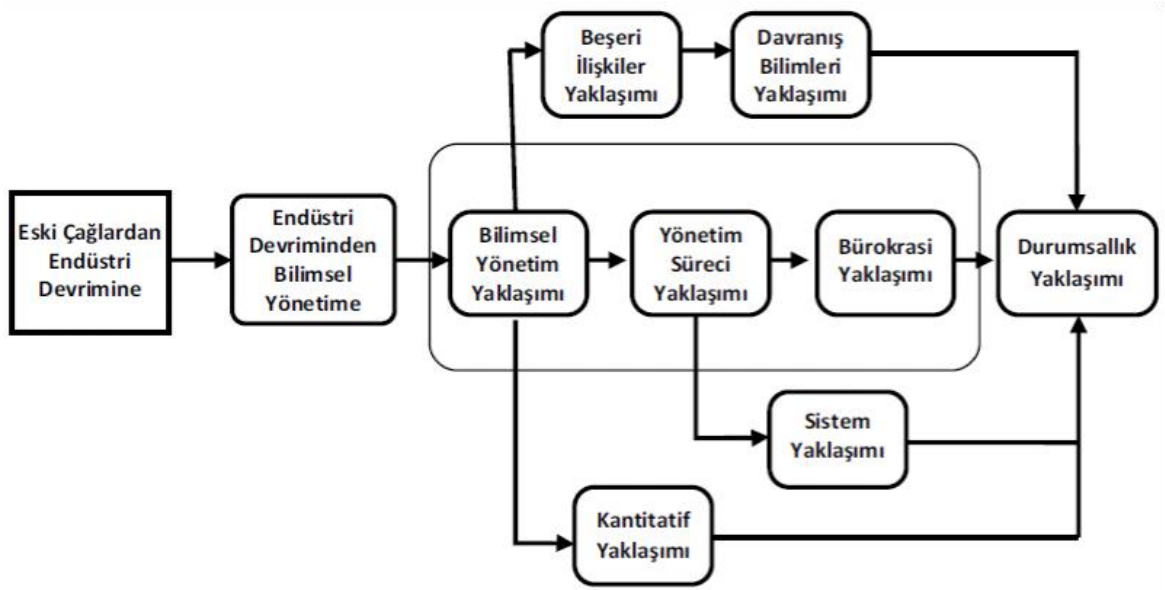 Beşeri
İlişkiler
Yaklaşımı
Davranış
Bilimleri
Yaklaşımı
Eski Çağlardan
Endüstri
Devrimine
Endüstri
Devriminden
Bilimsel
Yönetime
Bilimsel
Yönetim
Yaklaşımı
Yönetim
Süreci
Yaklaşımı
Bürokrasi
Yaklaşımı
Durumsallık
Yaklaşımı
Sistem
Yaklaşımı
Kantitatif
Yaklaşımı